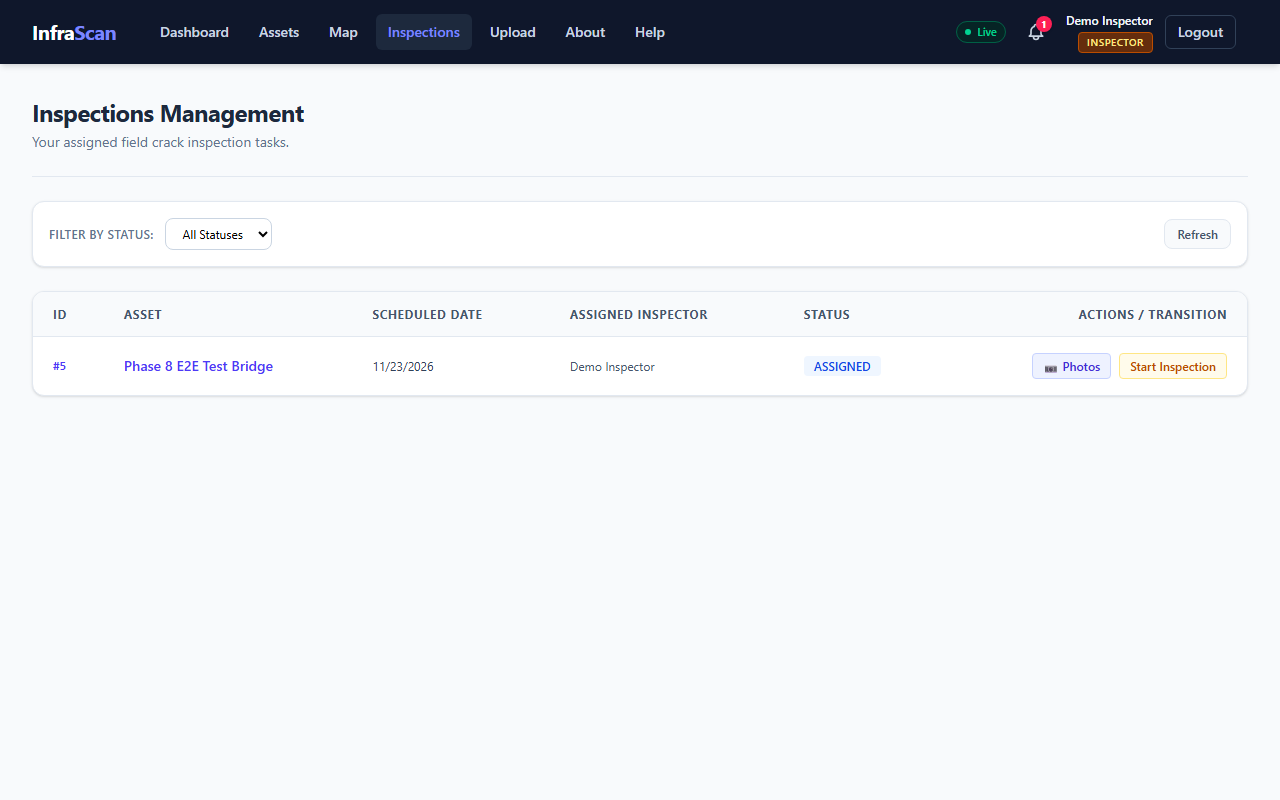 InfraScan
Dashboard
Assets
Map
Inspections
Upload
About
Help
Live
1
Demo Inspector
INSPECTOR
Logout
Inspections Management
Your assigned field crack inspection tasks.
FILTER BY STATUS:
All Statuses
Refresh
ID
ASSET
SCHEDULED DATE
ASSIGNED INSPECTOR
STATUS
ACTIONS / TRANSITION
#5
Phase 8 E2E Test Bridge
11/23/2026
Demo Inspector
ASSIGNED
Photos
Start Inspection